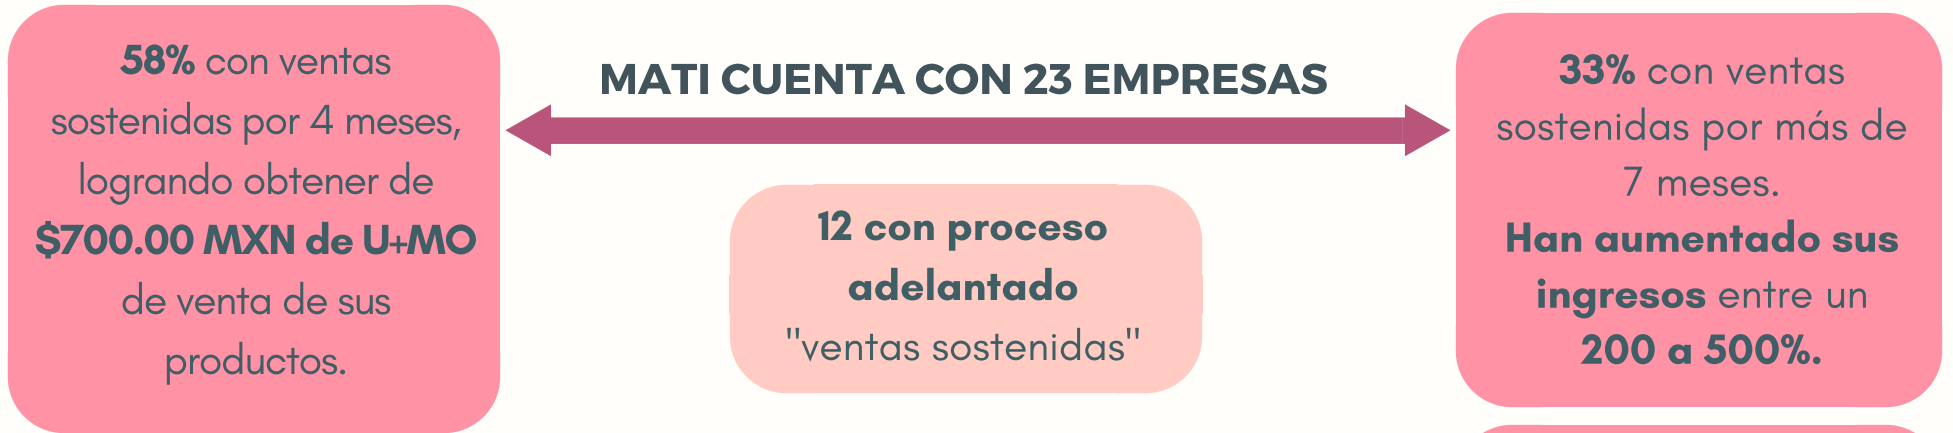 58% con ventas
sostenidas por 4 meses,
logrando obtener de
$700.00 MXN de U+MO
de venta de sus
productos.
MATI CUENTA CON 23 EMPRESAS
12 con proceso
adelantado
"ventas sostenidas"
33% con ventas
sostenidas por más de
7 meses.
Han aumentado sus
ingresos entre un
200 a 500%.